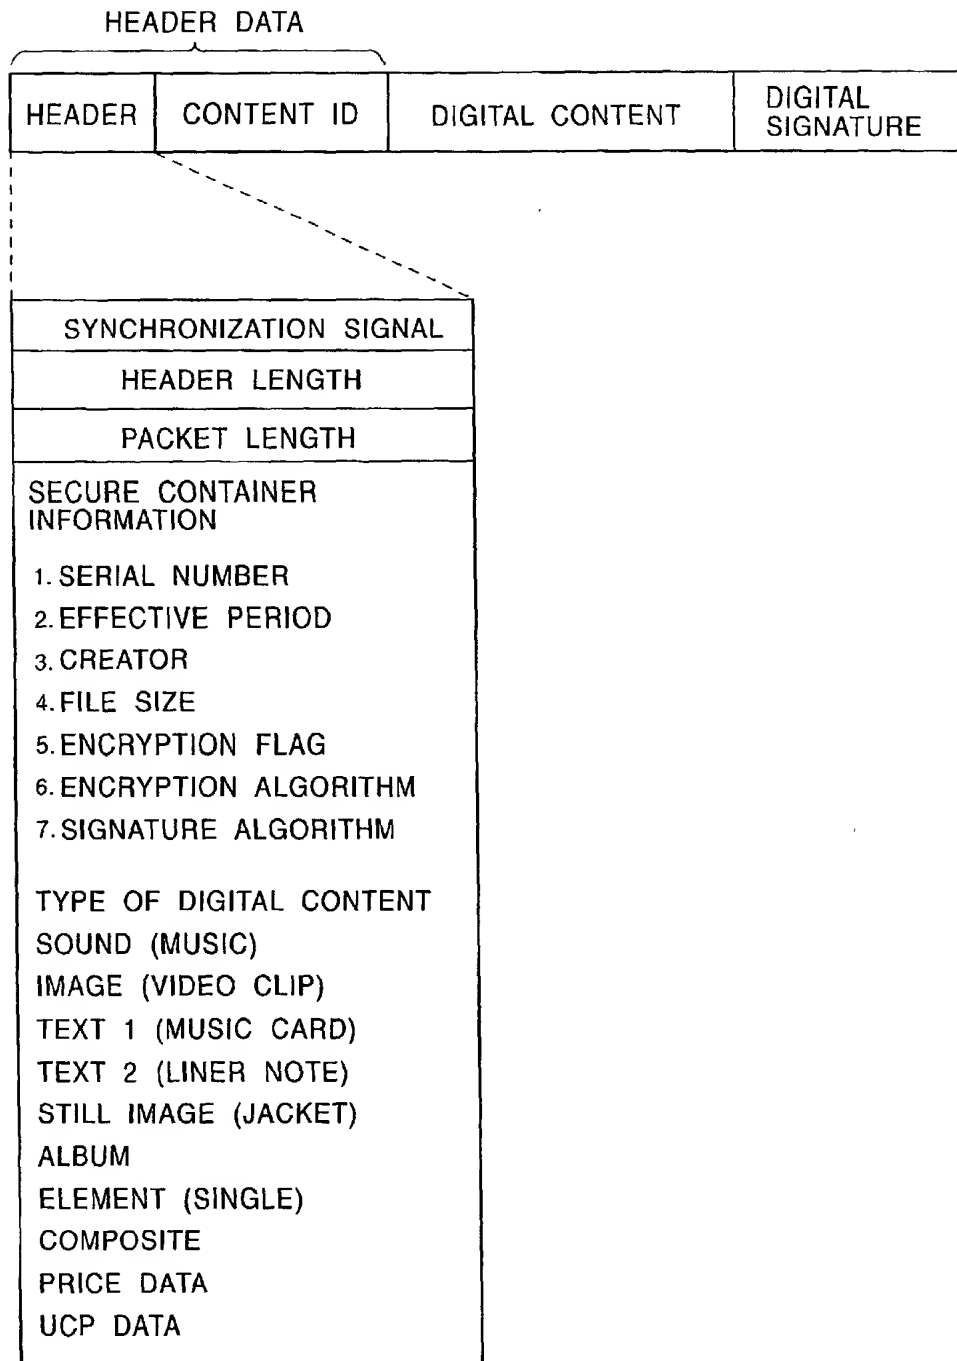 HEADER DATA
HEADER
CONTENT ID
DIGITAL CONTENT
DIGITAL
SIGNATURE
SYNCHRONIZATION SIGNAL
HEADER LENGTH
PACKET LENGTH
SECURE CONTAINER
INFORMATION
1. SERIAL NUMBER
2. EFFECTIVE PERIOD
3. CREATOR
4. FILE SIZE
5. ENCRYPTION FLAG
6. ENCRYPTION ALGORITHM
7. SIGNATURE ALGORITHM
TYPE OF DIGITAL CONTENT
SOUND (MUSIC)
IMAGE (VIDEO CLIP)
TEXT 1 (MUSIC CARD)
TEXT 2 (LINER NOTE)
STILL IMAGE (JACKET)
ALBUM
ELEMENT (SINGLE)
COMPOSITE
PRICE DATA
UCP DATA